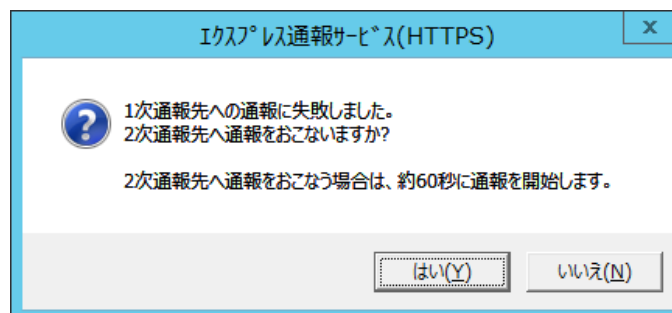 ｴｸｽﾌﾟﾚｽ通報ｻｰﾋﾞｽ(HTTPS)
x
1次通報先への通報に失敗しました。
2次通報先へ通報をおこないますか?
2次通報先へ通報をおこなう場合は、約60秒に通報を開始します。
はい(Y)
いいえ(N)